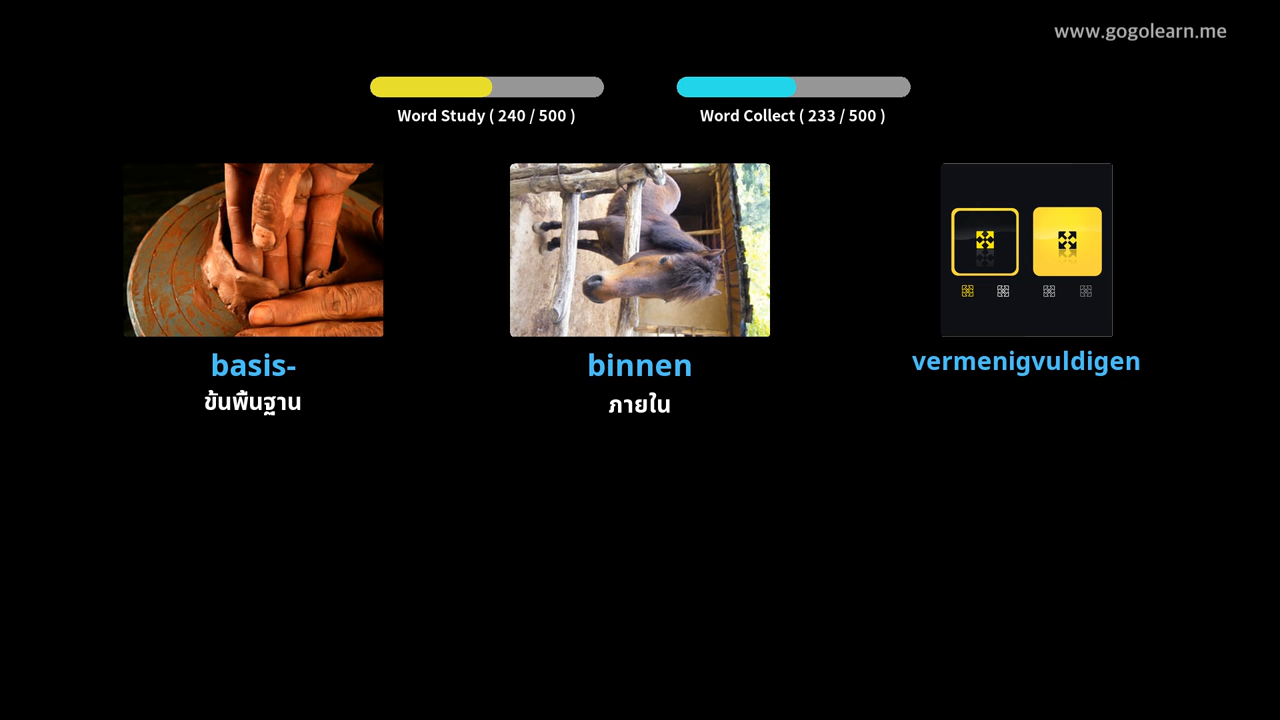 www.gogolearn.me
Word Study ( 240 / 500 )
Word Collect ( 233 / 500 )
basis-
ขั้นพื้นฐาน
binnen
ภายใน
vermenigvuldigen